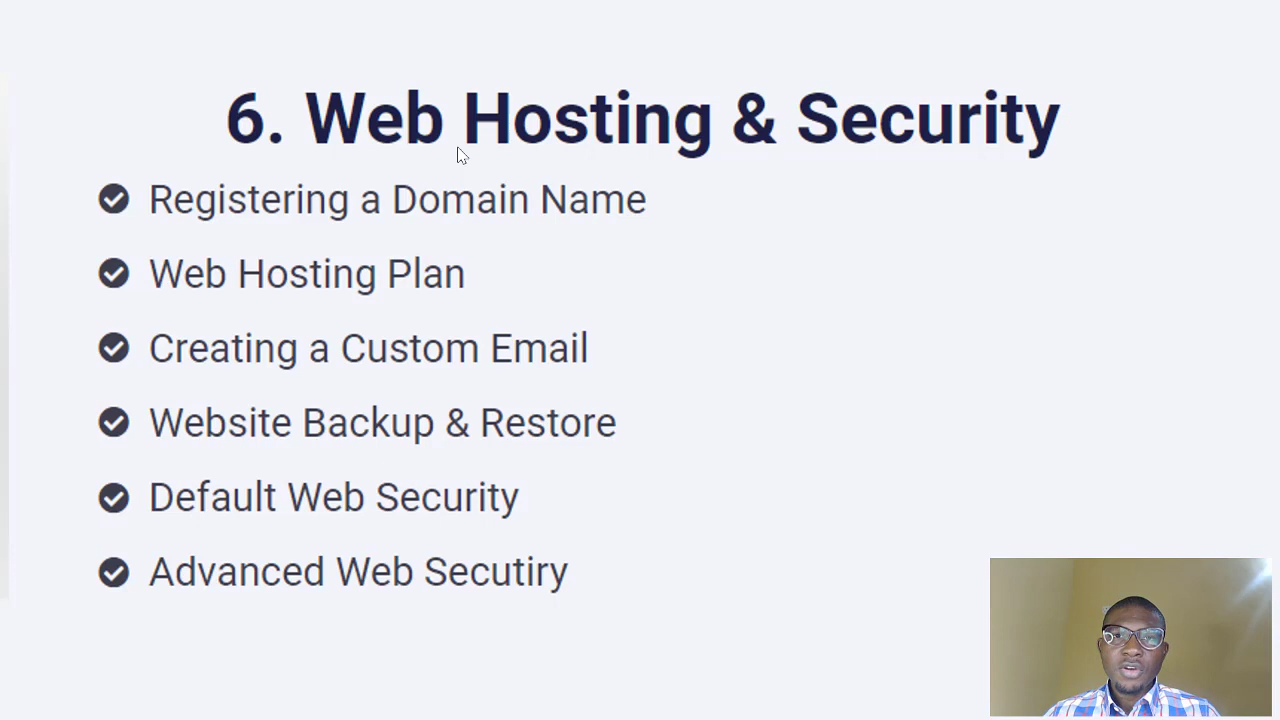 6. Web Hosting & Security
Registering a Domain Name
Web Hosting Plan
Creating a Custom Email
Website Backup & Restore
Default Web Security
Advanced Web Secutiry